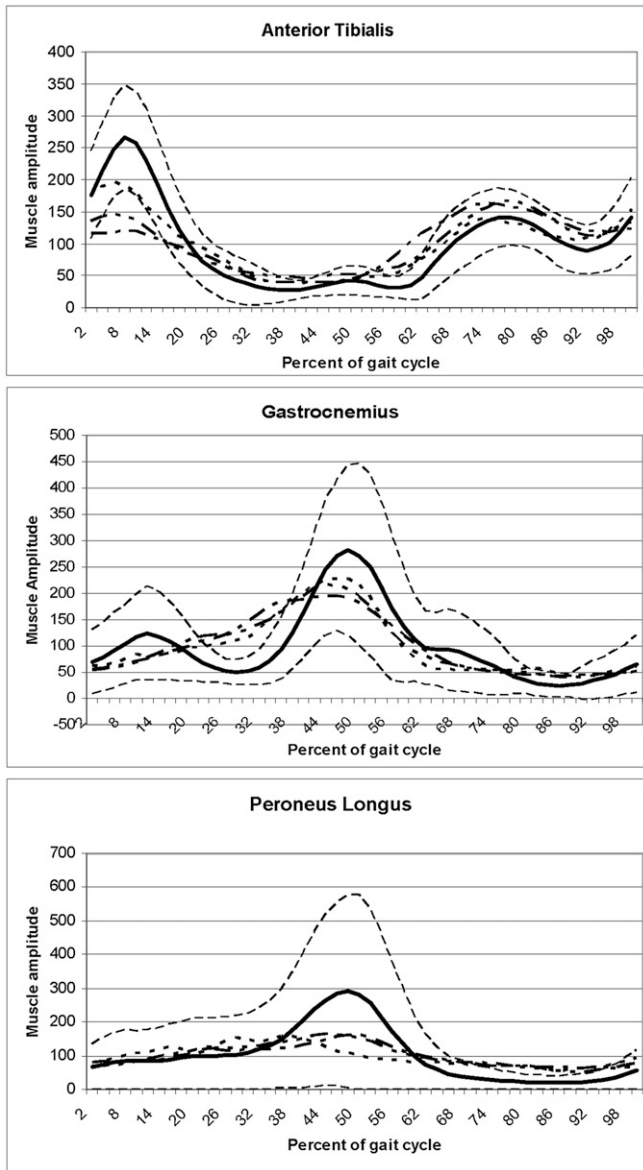 Anterior Tibialis
400
350
300
250
200
150
100
50
0
Muscle amplitude
2 8 14 20 26 32 38 44 50 56 62 68 74 80 86 92 98
Percent of gait cycle
Gastrocnemius
500
450
400
350
300
250
200
150
100
50
0
-50
Muscle Amplitude
2 8 14 20 26 32 38 44 50 56 62 68 74 80 86 92 98
Percent of gait cycle
Peroneus Longus
700
600
500
400
300
200
100
0
Muscle amplitude
2 8 14 20 26 32 38 44 50 56 62 68 74 80 86 92 98
Percent of gait cycle